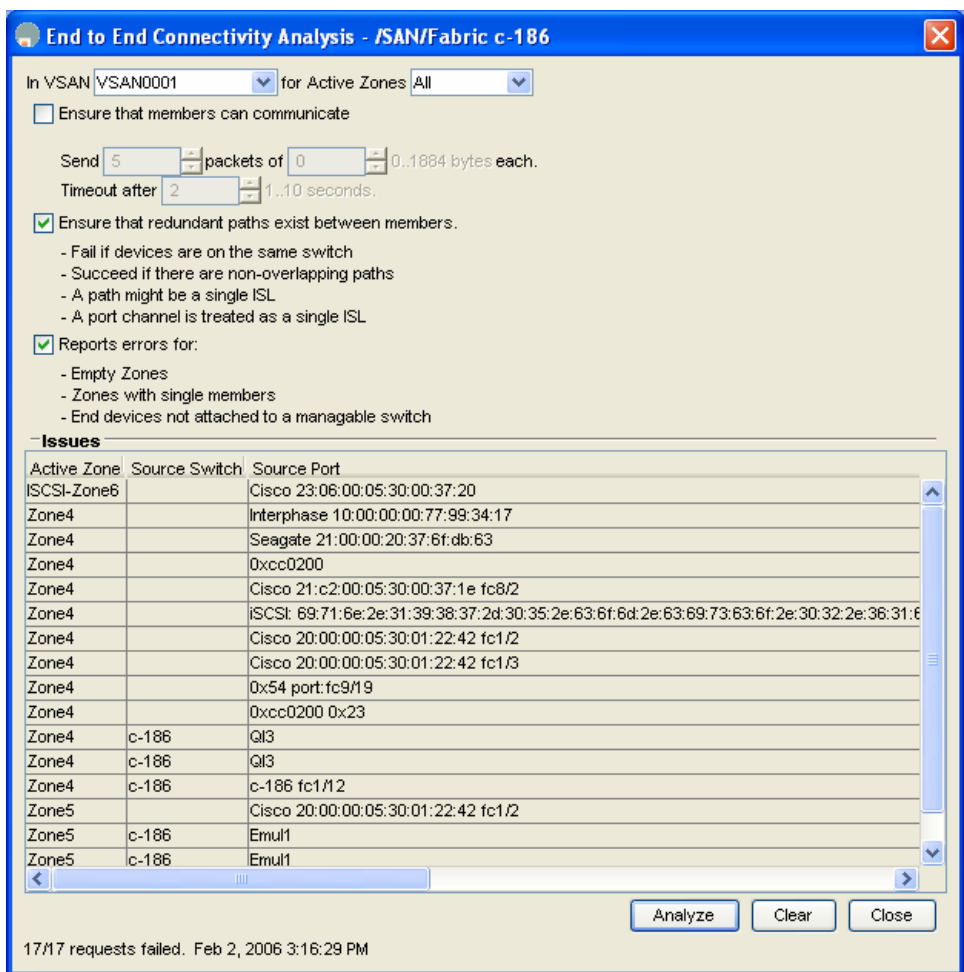 End to End Connectivity Analysis - /SAN/Fabric c-186
In VSAN VSAN0001 for Active Zones All
Ensure that members can communicate
Send 5 packets of 0 0..1884 bytes each.
Timeout after 2 1..10 seconds.
Ensure that redundant paths exist between members.
- Fail if devices are on the same switch
- Succeed if there are non-overlapping paths
- A path might be a single ISL
- A port channel is treated as a single ISL
Reports errors for:
- Empty Zones
- Zones with single members
- End devices not attached to a managable switch
Issues
Active Zone Source Switch Source Port
ISCSI-Zone6 Cisco 23:06:00:05:30:00:37:20
Zone4 Interphase 10:00:00:00:77:99:34:17
Zone4 Seagate 21:00:00:20:37:6f:db:63
Zone4 0xcc0200
Zone4 Cisco 21:c2:00:05:30:00:37:1e fc8/2
Zone4 iSCSI: 69:71:6e:2e:31:39:38:37:2d:30:35:2e:63:6f:6d:2e:63:69:73:63:6f:2e:30:32:2e:36:31:6
Zone4 Cisco 20:00:00:05:30:01:22:42 fc1/2
Zone4 Cisco 20:00:00:05:30:01:22:42 fc1/3
Zone4 0x54 port:fc9/19
Zone4 0xcc0200 0x23
Zone4 c-186 Ql3
Zone4 c-186 Ql3
Zone4 c-186 c-186 fc1/12
Zone5 Cisco 20:00:00:05:30:01:22:42 fc1/2
Zone5 c-186 Emul1
Zone5 c-186 Emul1
Analyze Clear Close
17/17 requests failed. Feb 2, 2006 3:16:29 PM